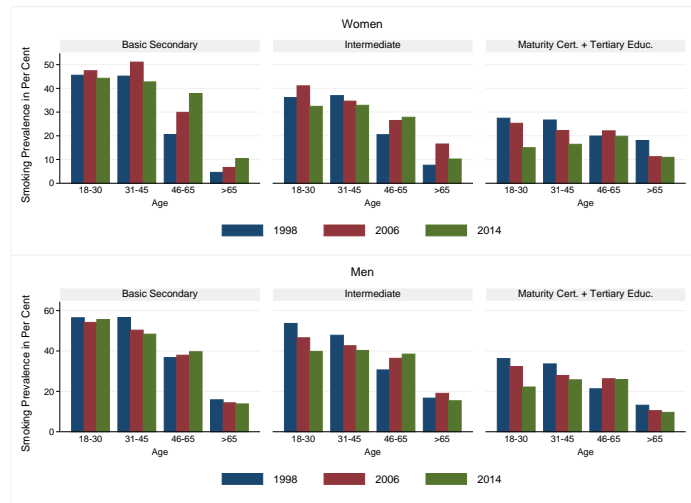 Women
Basic Secondary
Intermediate
Maturity Cert. + Tertiary Educ.
Smoking Prevalence in Per Cent
50
40
30
20
10
0
18-30 31-45 46-65 >65
18-30 31-45 46-65 >65
18-30 31-45 46-65 >65
Age
Age
Age
1998 2006 2014
Men
Basic Secondary
Intermediate
Maturity Cert. + Tertiary Educ.
Smoking Prevalence in Per Cent
60
40
20
0
18-30 31-45 46-65 >65
18-30 31-45 46-65 >65
18-30 31-45 46-65 >65
Age
Age
Age
1998 2006 2014